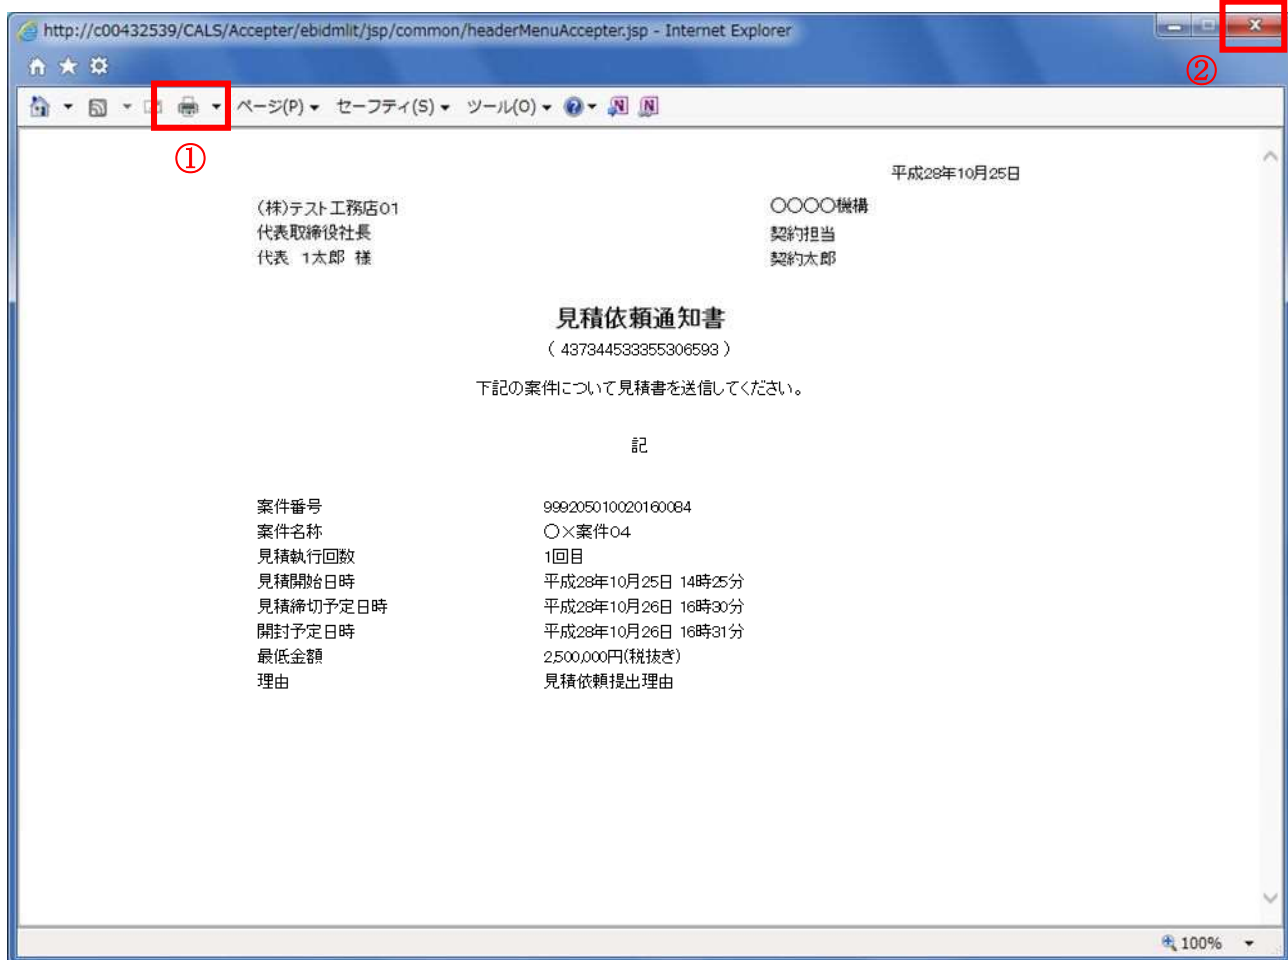 http://c00432539/CALS/Accepter/ebidmlit/jsp/common/headerMenuAccepter.jsp - Internet Explorer
②
ページ(P) セーフティ(S) ツール(O)
①
平成28年10月25日
(株)テスト工務店01
代表取締役社長
代表 1太郎 様
〇〇〇〇機構
契約担当
契約太郎
見積依頼通知書
( 437344533355306593 )
下記の案件について見積書を送信してください。
記
案件番号 999205010020160084
案件名称 〇×案件04
見積執行回数 1回目
見積開始日時 平成28年10月25日 14時25分
見積締切予定日時 平成28年10月26日 16時30分
開封予定日時 平成28年10月26日 16時31分
最低金額 2,500,000円(税抜き)
理由 見積依頼提出理由
100%